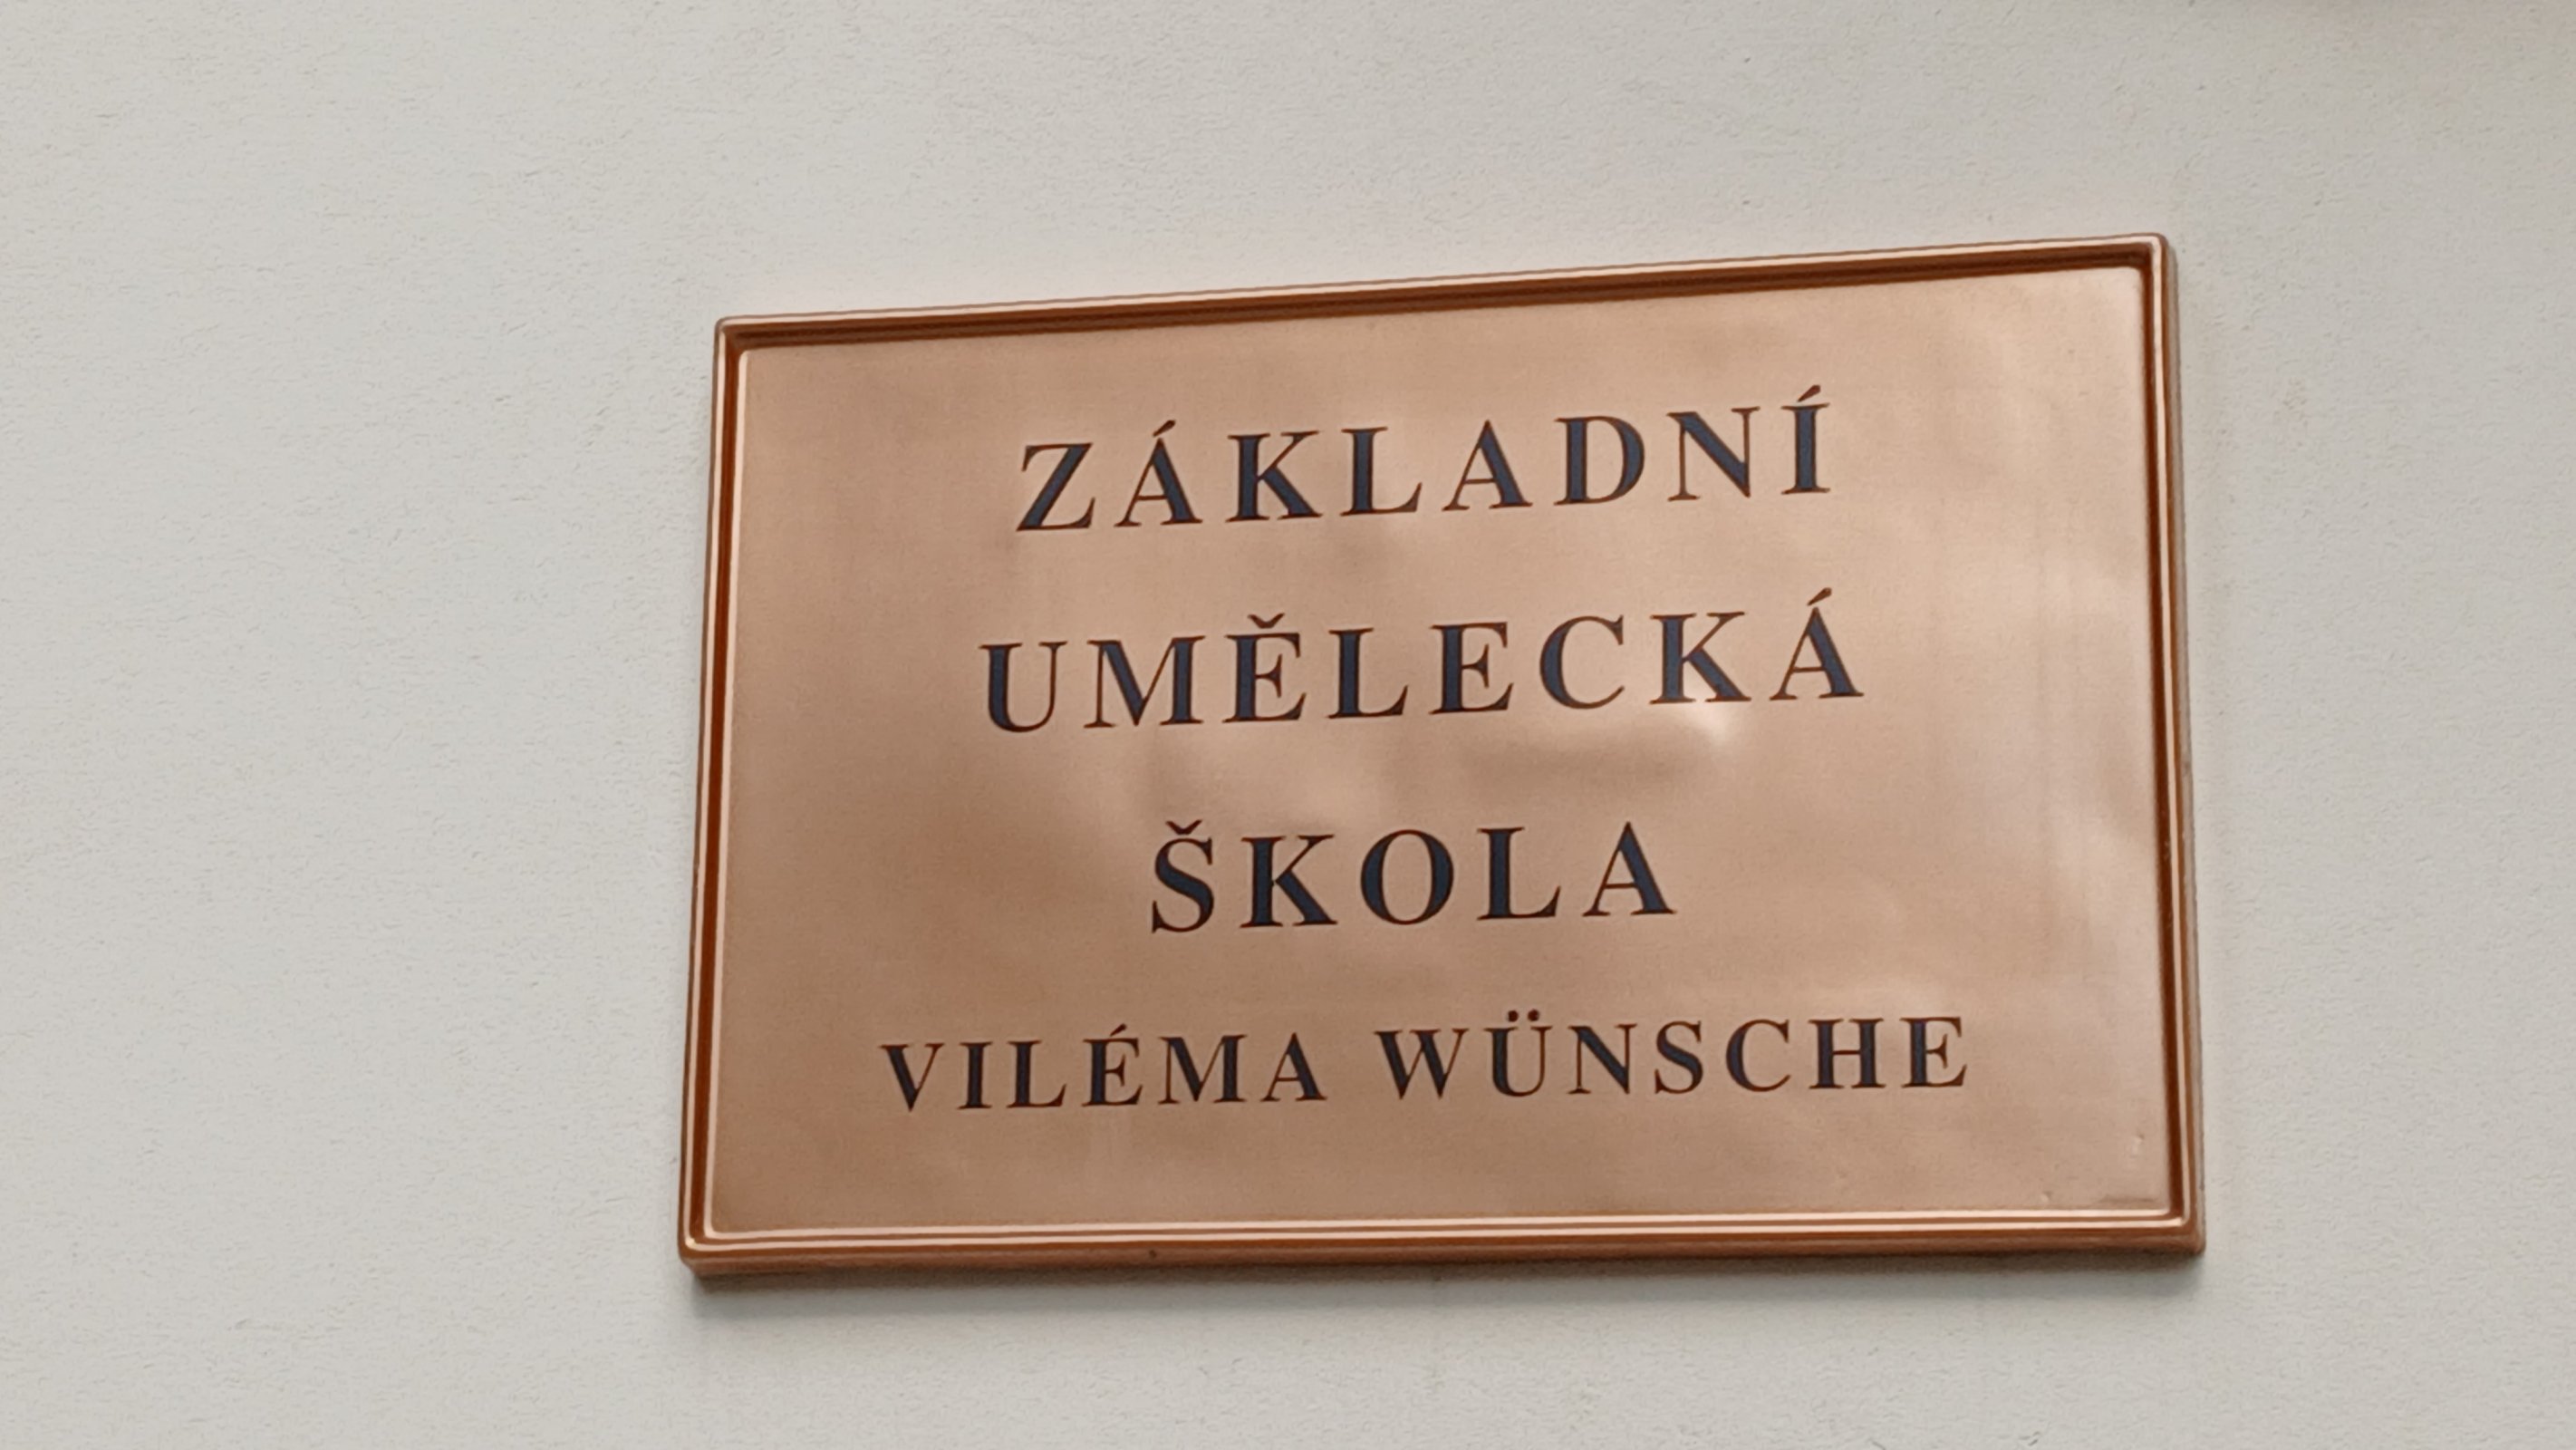 ZÁKLADNÍ
UMĚLECKÁ
ŠKOLA
VILÉMA WÜNSCHE